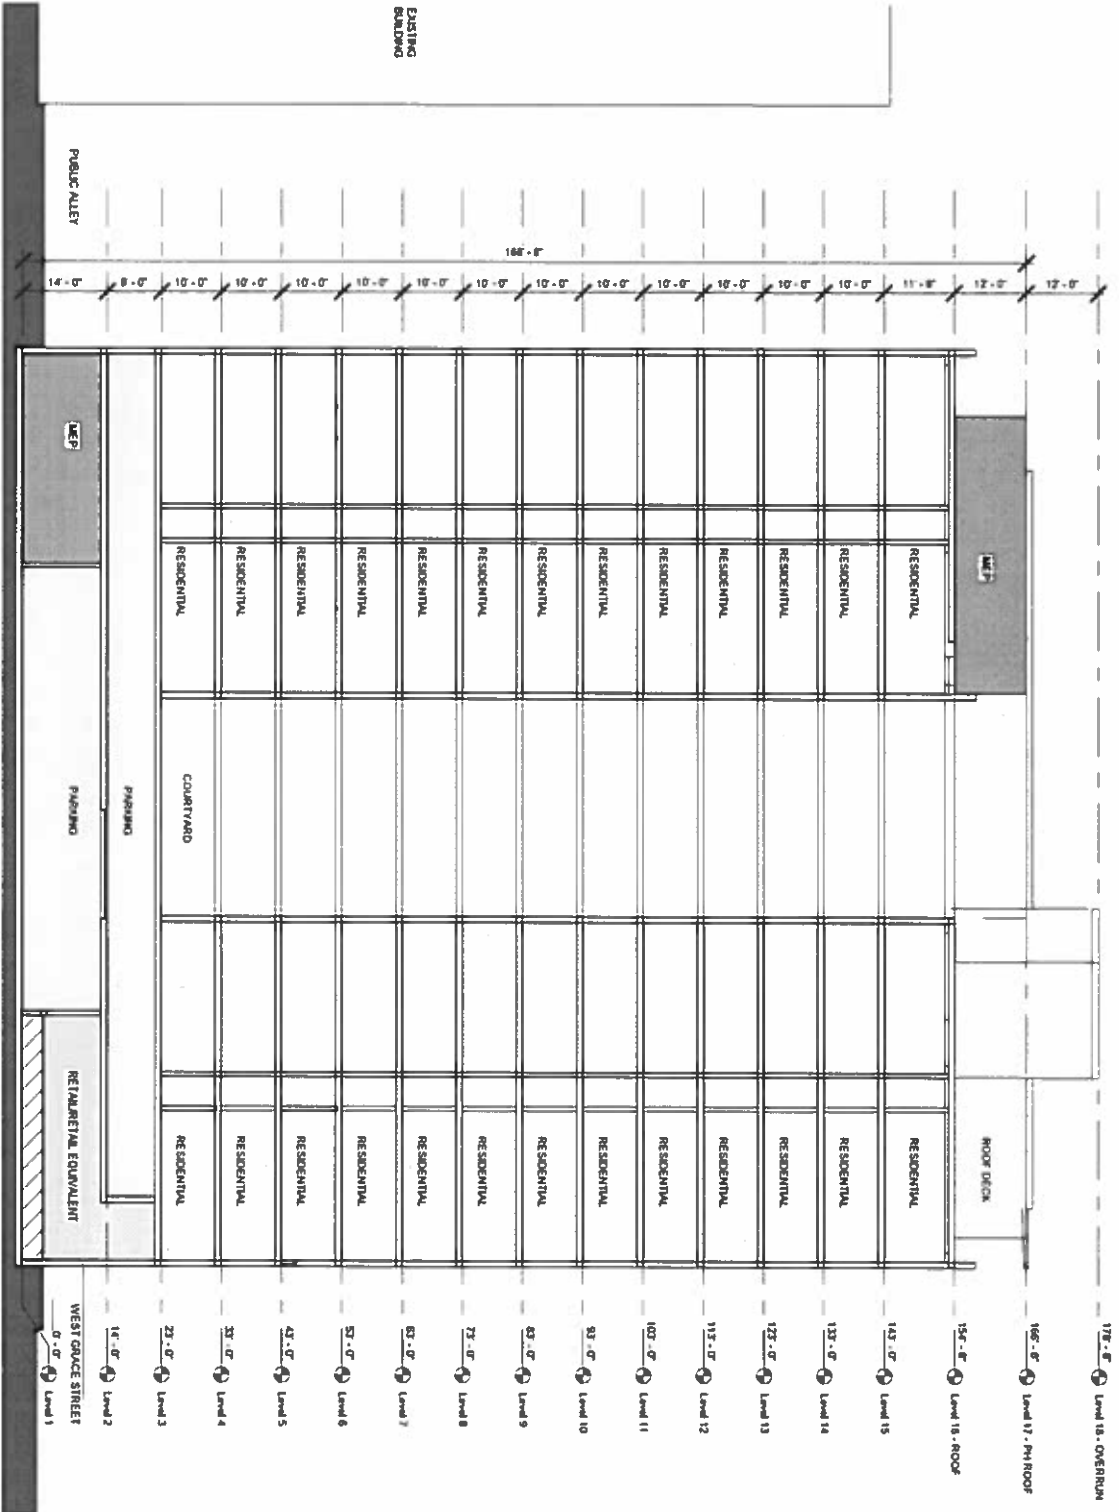 178' - 8"
Level 18 - OVERRUN
12' - 0"
166' - 8"
Level 17 - PH ROOF
12' - 0"
MEP
ROOF DECK
154' - 8"
Level 16 - ROOF
11' - 8"
RESIDENTIAL
RESIDENTIAL
143' - 0"
Level 15
10' - 0"
RESIDENTIAL
RESIDENTIAL
133' - 0"
Level 14
10' - 0"
RESIDENTIAL
RESIDENTIAL
123' - 0"
Level 13
10' - 0"
RESIDENTIAL
RESIDENTIAL
113' - 0"
Level 12
10' - 0"
RESIDENTIAL
RESIDENTIAL
103' - 0"
Level 11
10' - 0"
RESIDENTIAL
RESIDENTIAL
93' - 0"
Level 10
10' - 0"
RESIDENTIAL
RESIDENTIAL
83' - 0"
Level 9
166' - 8"
10' - 0"
RESIDENTIAL
RESIDENTIAL
73' - 0"
Level 8
10' - 0"
RESIDENTIAL
RESIDENTIAL
63' - 0"
Level 7
EXISTING
BUILDING
10' - 0"
RESIDENTIAL
RESIDENTIAL
53' - 0"
Level 6
10' - 0"
RESIDENTIAL
RESIDENTIAL
43' - 0"
Level 5
10' - 0"
RESIDENTIAL
RESIDENTIAL
33' - 0"
Level 4
10' - 0"
RESIDENTIAL
COURTYARD
RESIDENTIAL
23' - 0"
Level 3
9' - 0"
PARKING
14' - 0"
Level 2
PUBLIC ALLEY
14' - 0"
MEP
PARKING
RETAIL/RETAIL EQUIVALENT
WEST GRACE STREET
0' - 0"
Level 1